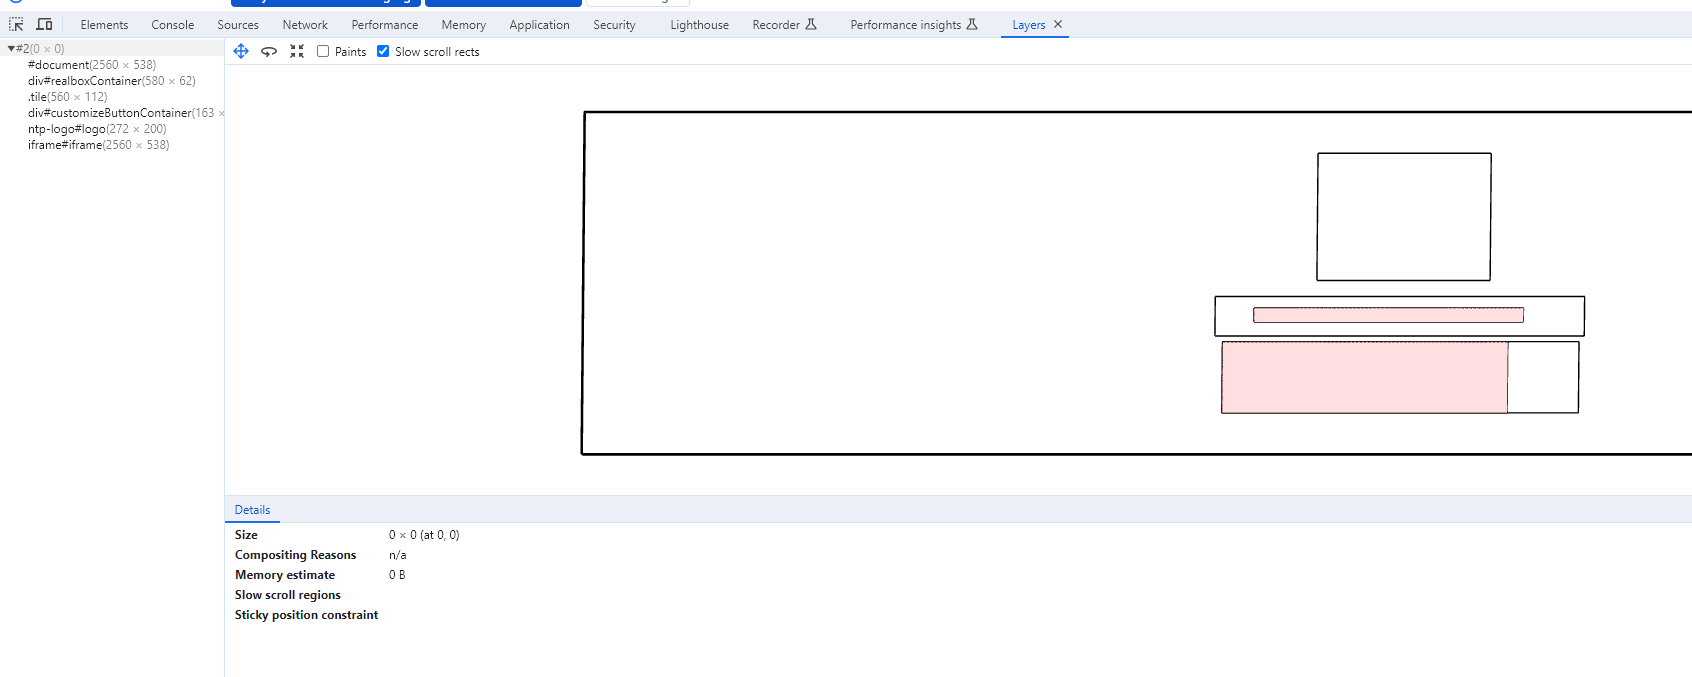 Elements Console Sources Network Performance Memory Application Security Lighthouse Recorder Performance insights Layers
Paints Slow scroll rects
#2(0 × 0)
#document(2560 × 538)
div#realboxContainer(580 × 62)
.tile(560 × 112)
div#customizeButtonContainer(163 ×
ntp-logo#logo(272 × 200)
iframe#iframe(2560 × 538)
Details
Size 0 × 0 (at 0, 0)
Compositing Reasons n/a
Memory estimate 0 B
Slow scroll regions
Sticky position constraint